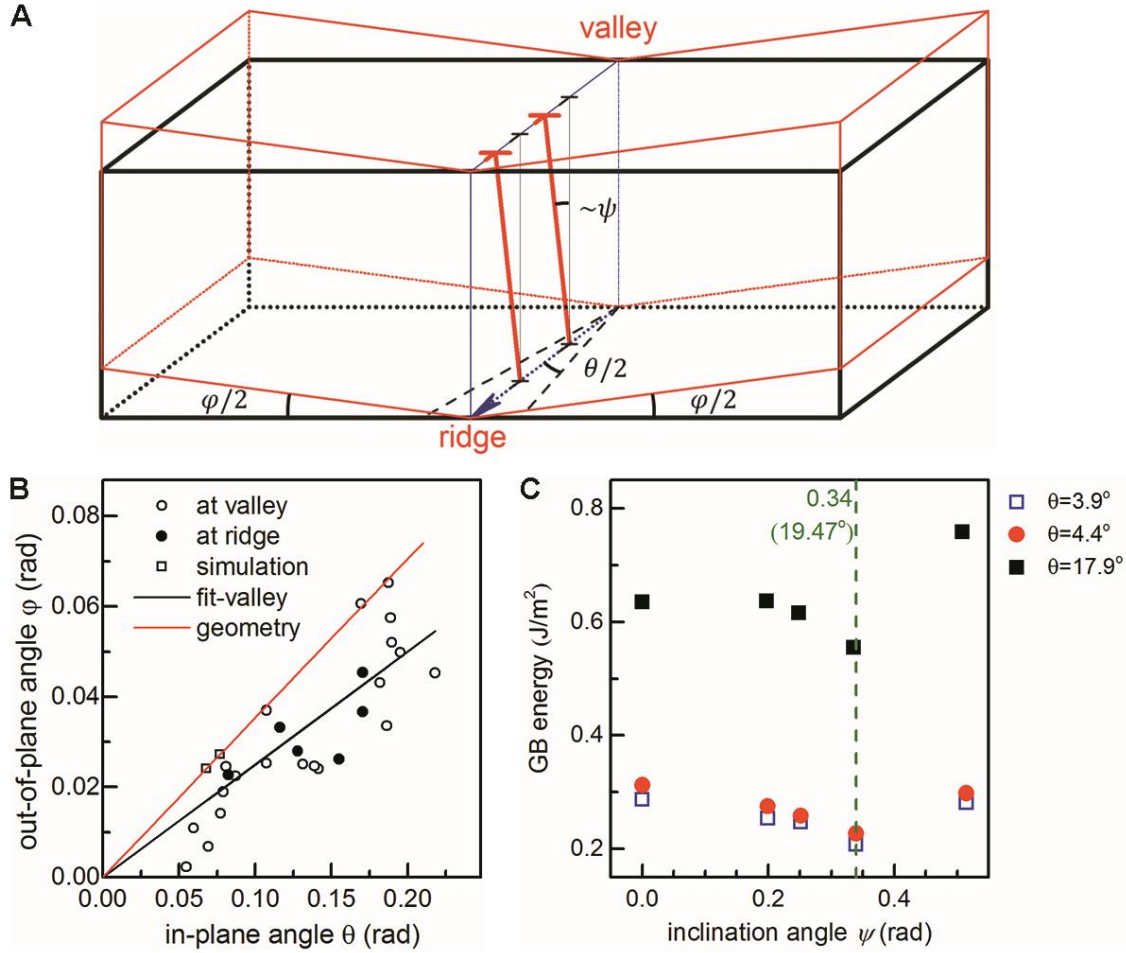 A
valley
~ψ
θ/2
φ/2
φ/2
ridge
B
at valley
at ridge
simulation
fit-valley
geometry
out-of-plane angle φ (rad)
0.08
0.06
0.04
0.02
0.00
0.00 0.05 0.10 0.15 0.20
in-plane angle θ (rad)
C
0.34
(19.47°)
θ=3.9°
θ=4.4°
θ=17.9°
GB energy (J/m²)
0.8
0.6
0.4
0.2
0.0 0.2 0.4
inclination angle ψ (rad)